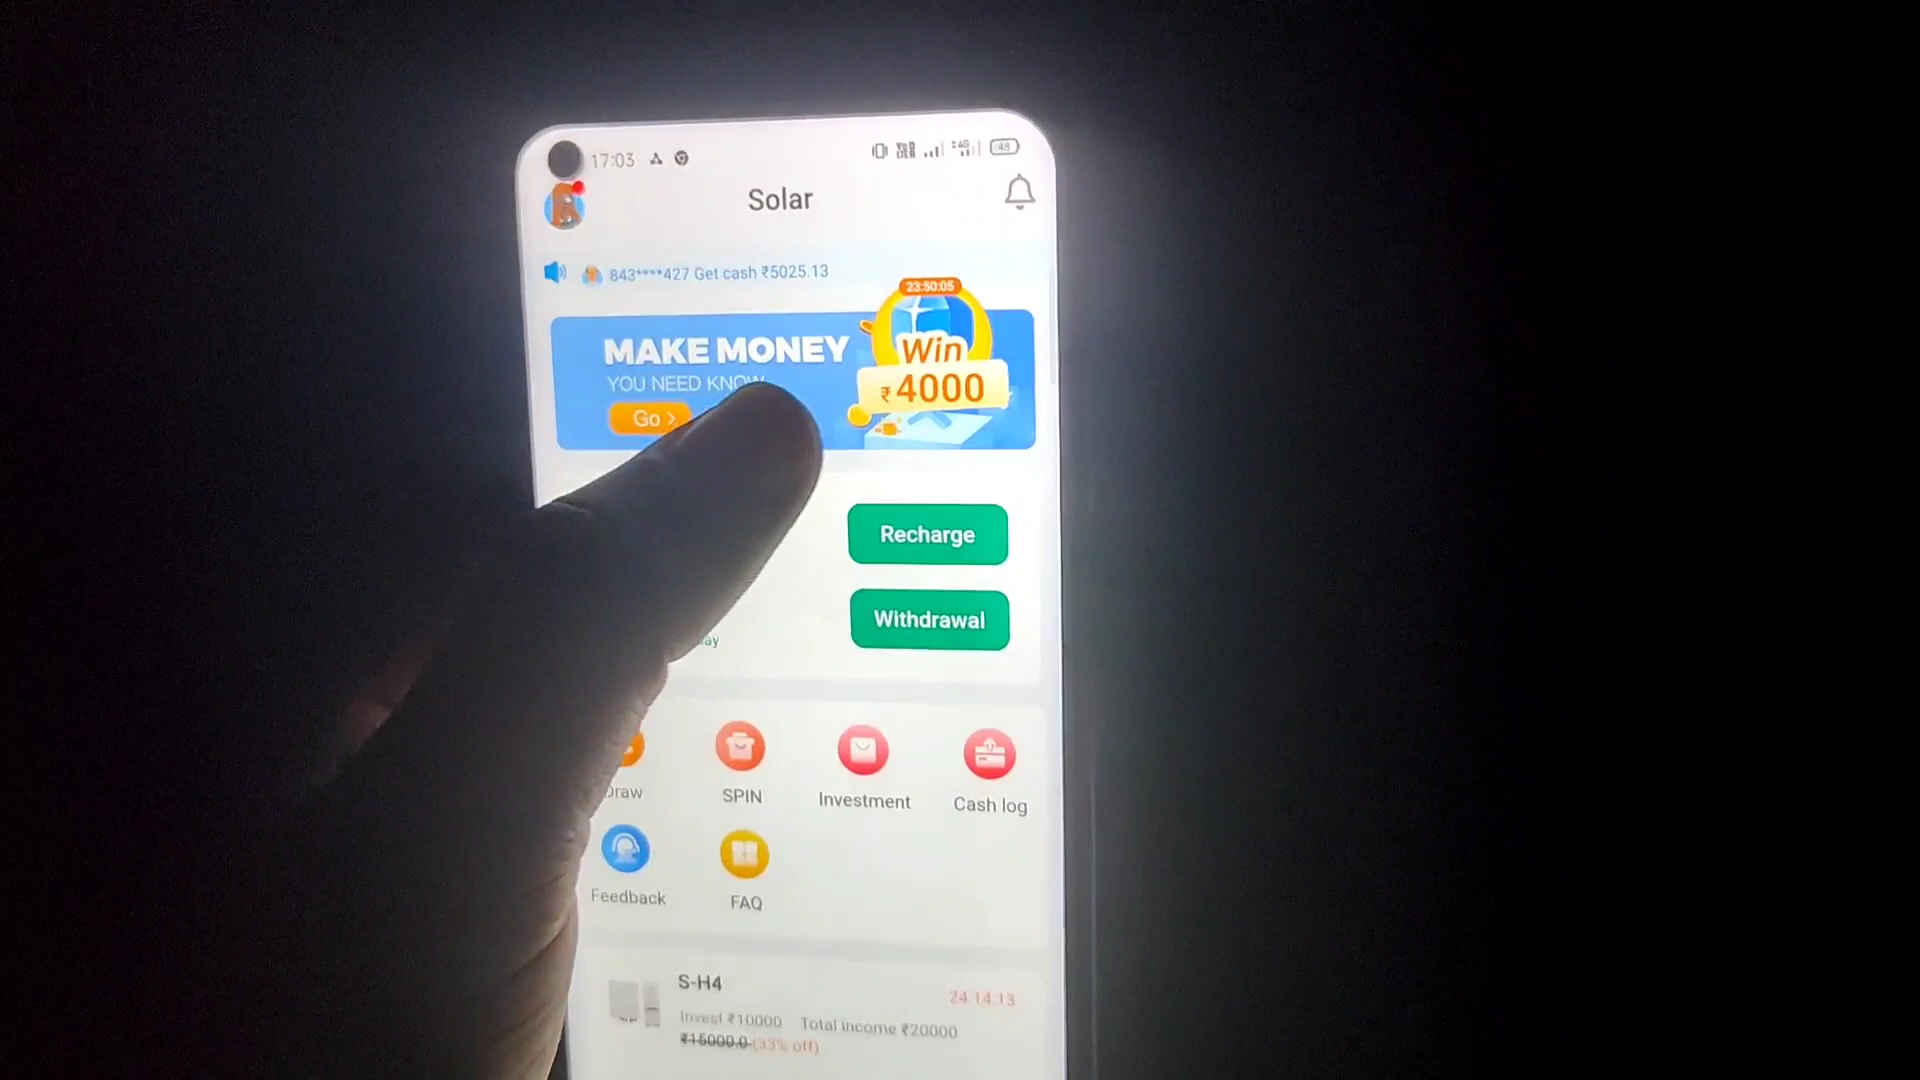 17:03
48
Solar
843****427 Get cash ₹5025.13
23:50:05
MAKE MONEY
YOU NEED KNOW
Win
₹4000
Go >
Recharge
Withdrawal
SPIN
Investment
Cash log
Feedback
FAQ
S-H4
24:14:13
Invest ₹10000 Total income ₹20000
₹15000.0 (33% off)